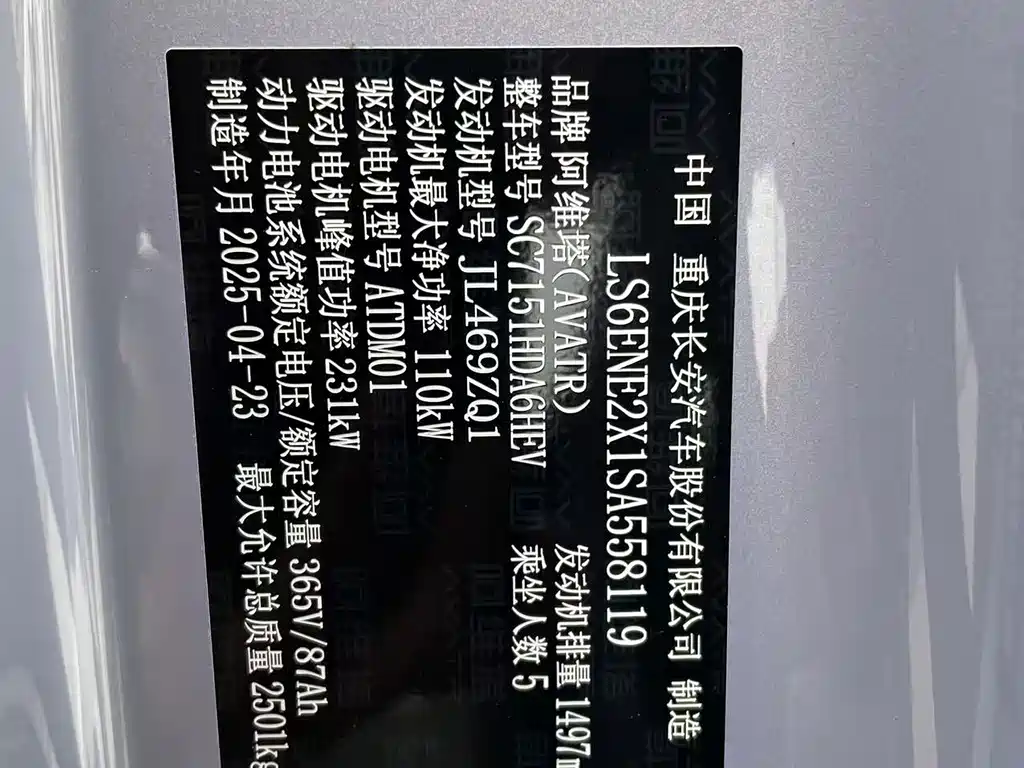 中国 重庆长安汽车股份有限公司 制造
LS6ENE2X1SA558119
品牌 阿维塔(AVATR) 发动机排量 1497m
整车型号 SC7151HDA6HEV 乘坐人数 5
发动机型号 JL469ZQ1
发动机最大净功率 110kW
驱动电机型号 ATDM01
驱动电机峰值功率 231kW
动力电池系统额定电压/额定容量 365V/87Ah
制造年月 2025-04-23 最大允许总质量 2501kg